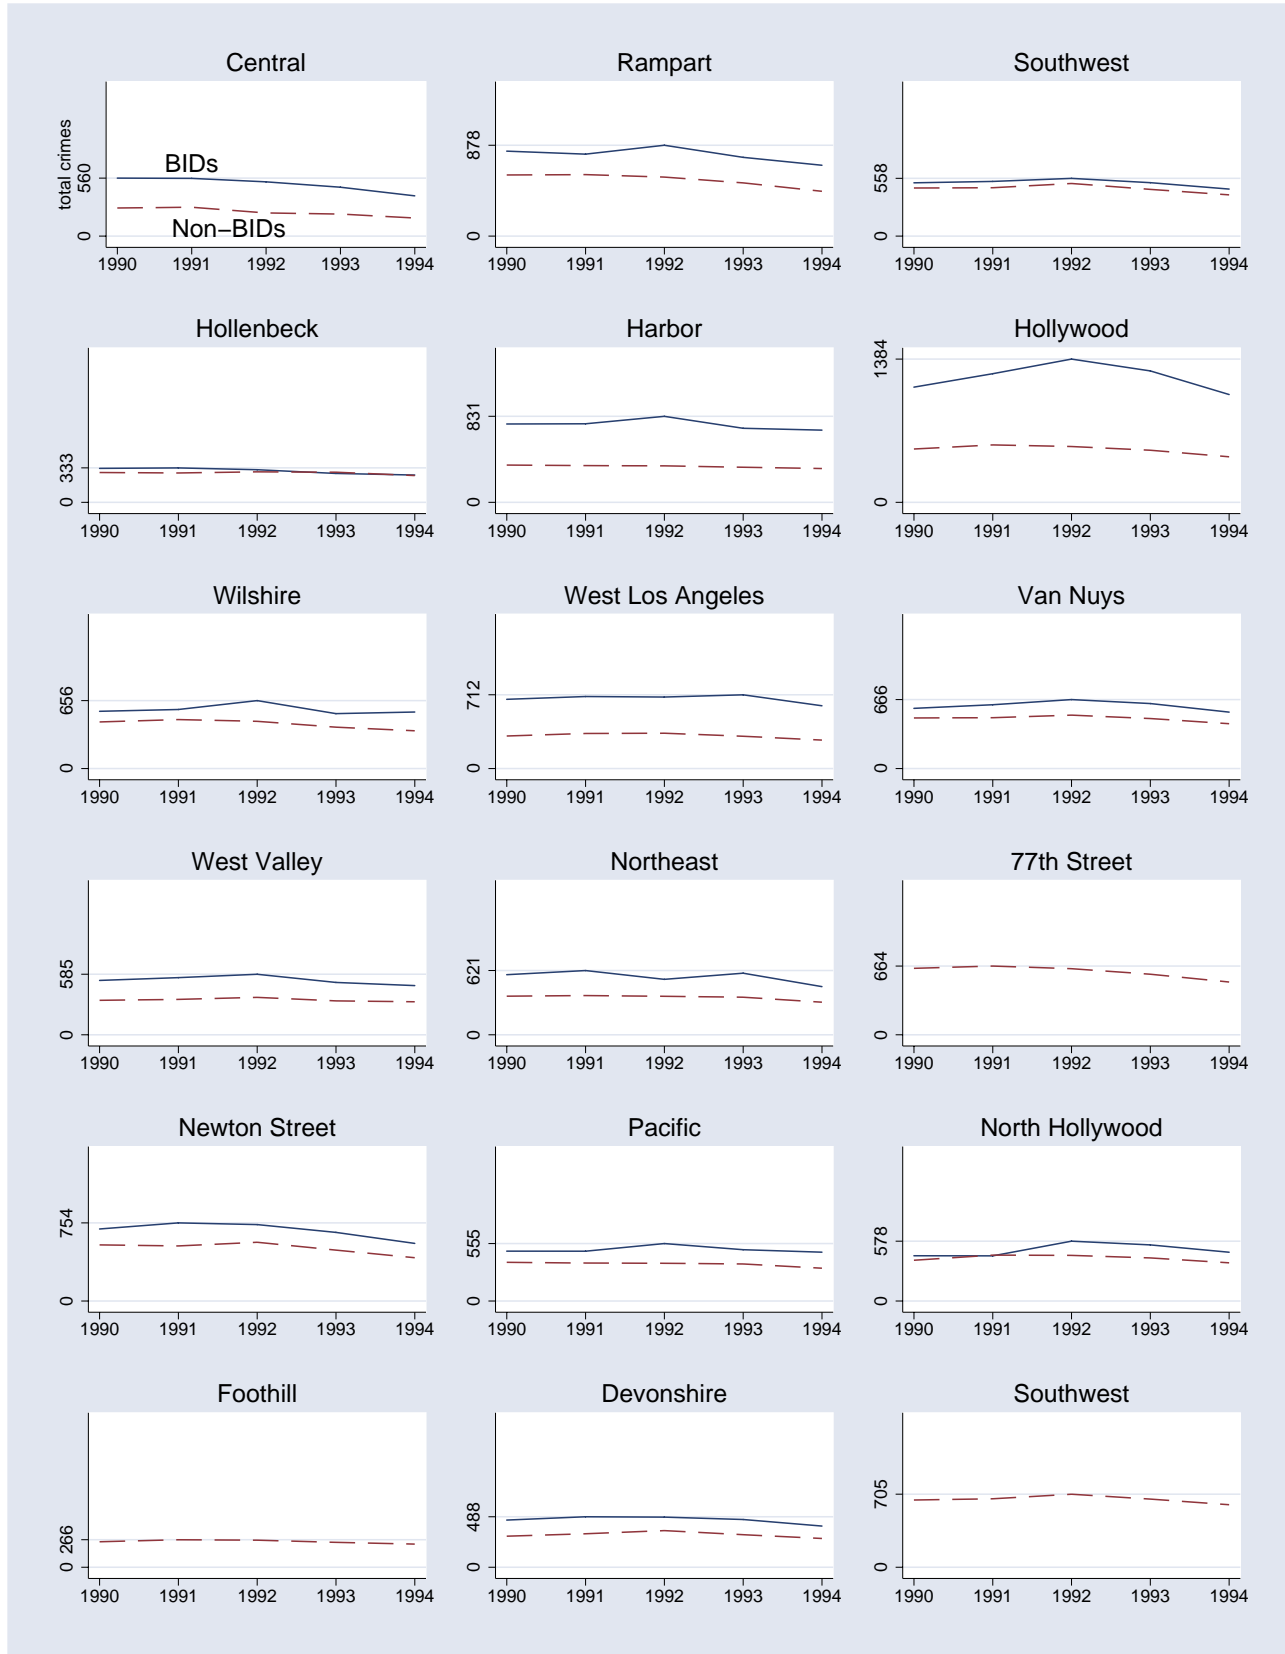 Central
Rampart
Southwest
total crimes
560
0
BIDs
Non−BIDs
1990 1991 1992 1993 1994
878
0
1990 1991 1992 1993 1994
558
0
1990 1991 1992 1993 1994
Hollenbeck
Harbor
Hollywood
333
0
1990 1991 1992 1993 1994
831
0
1990 1991 1992 1993 1994
1384
0
1990 1991 1992 1993 1994
Wilshire
West Los Angeles
Van Nuys
656
0
1990 1991 1992 1993 1994
712
0
1990 1991 1992 1993 1994
666
0
1990 1991 1992 1993 1994
West Valley
Northeast
77th Street
585
0
1990 1991 1992 1993 1994
621
0
1990 1991 1992 1993 1994
664
0
1990 1991 1992 1993 1994
Newton Street
Pacific
North Hollywood
754
0
1990 1991 1992 1993 1994
555
0
1990 1991 1992 1993 1994
578
0
1990 1991 1992 1993 1994
Foothill
Devonshire
Southwest
266
0
1990 1991 1992 1993 1994
488
0
1990 1991 1992 1993 1994
705
0
1990 1991 1992 1993 1994